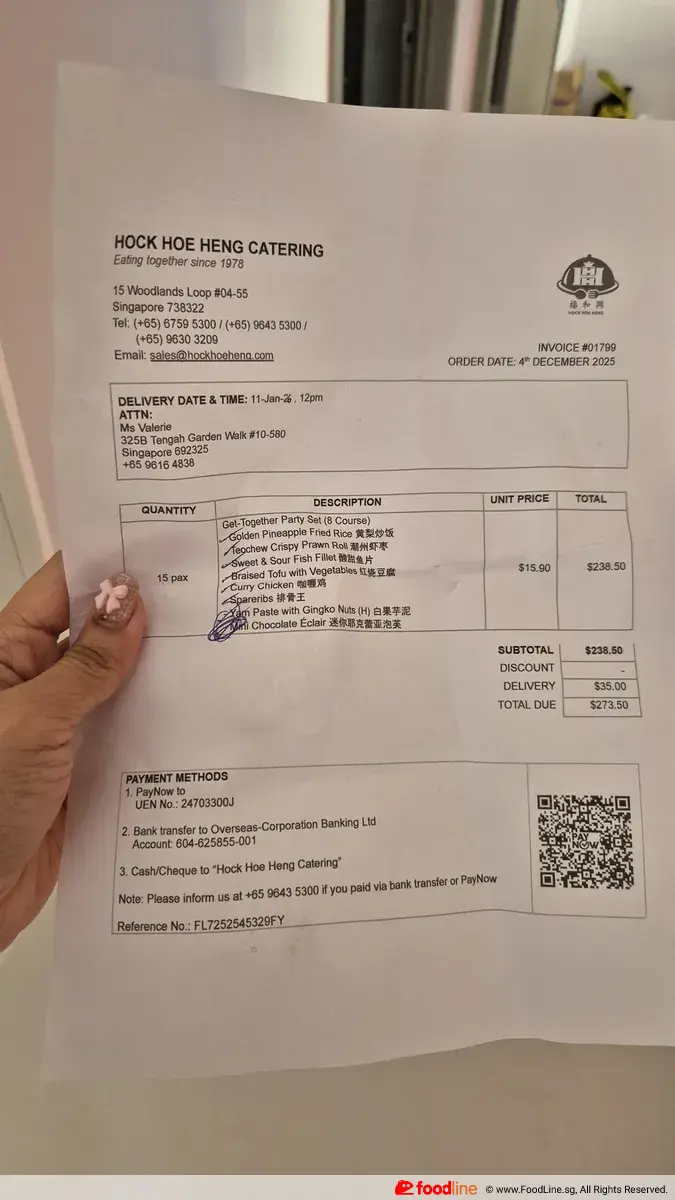 HOCK HOE HENG CATERING
Eating together since 1978
15 Woodlands Loop #04-55
Singapore 738322
Tel: (+65) 6759 5300 / (+65) 9643 5300 /
(+65) 9630 3209
Email: sales@hockhoeheng.com
福和興
HOCK HOE HENG
INVOICE #01799
ORDER DATE: 4th DECEMBER 2025
DELIVERY DATE & TIME: 11-Jan-26, 12pm
ATTN:
Ms Valerie
325B Tengah Garden Walk #10-580
Singapore 692325
+65 9616 4838
QUANTITY DESCRIPTION UNIT PRICE TOTAL
Get-Together Party Set (8 Course)
Golden Pineapple Fried Rice 黄梨炒饭
Teochew Crispy Prawn Roll 潮州虾枣
Sweet & Sour Fish Fillet 酸甜鱼片
Braised Tofu with Vegetables 红烧豆腐
15 pax Curry Chicken 咖喱鸡 $15.90 $238.50
Spareribs 排骨王
Yam Paste with Gingko Nuts (H) 白果芋泥
Mini Chocolate Éclair 迷你耶克蕾亚泡芙
SUBTOTAL $238.50
DISCOUNT -
DELIVERY $35.00
TOTAL DUE $273.50
PAYMENT METHODS
1. PayNow to
UEN No.: 24703300J
2. Bank transfer to Overseas-Corporation Banking Ltd
Account: 604-625855-001
3. Cash/Cheque to "Hock Hoe Heng Catering"
Note: Please inform us at +65 9643 5300 if you paid via bank transfer or PayNow
Reference No.: FL7252545329FY
PAY
NOW
foodline © www.FoodLine.sg, All Rights Reserved.